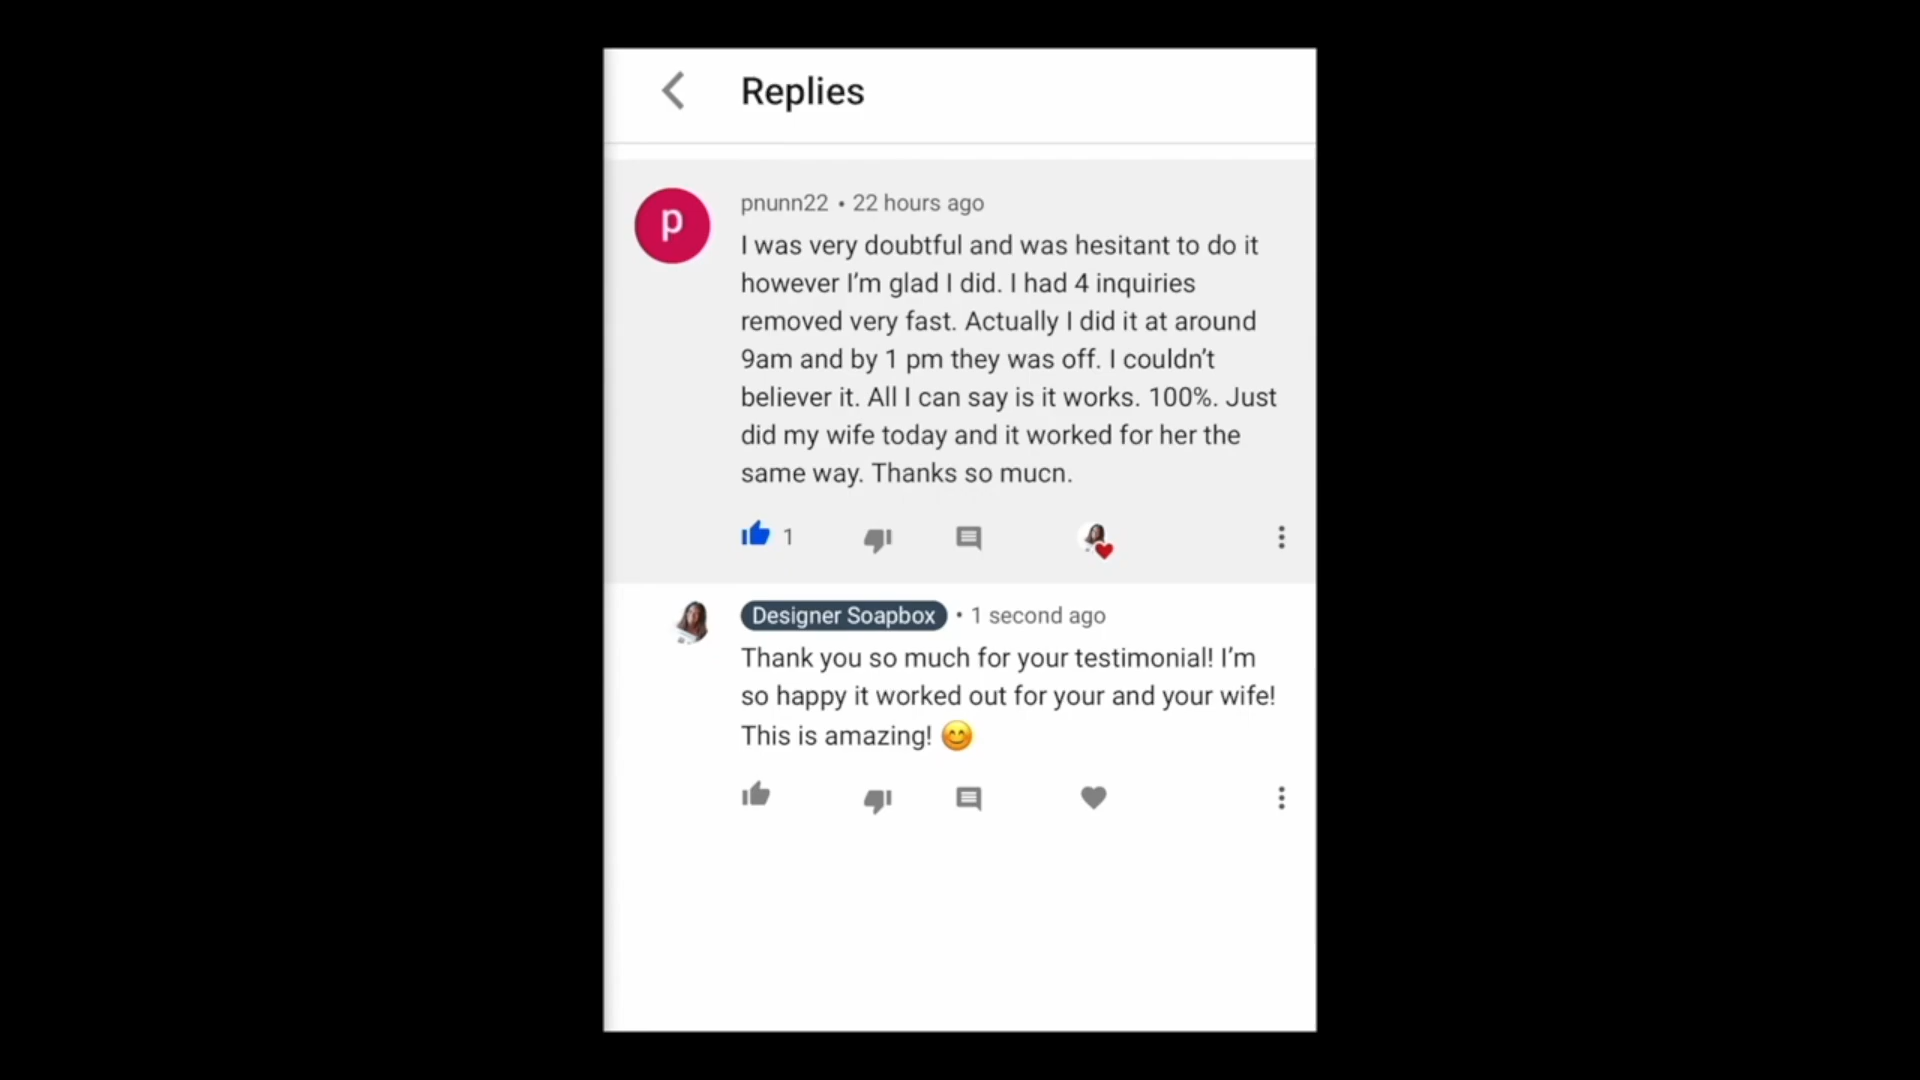 Replies
p
pnunn22 • 22 hours ago
I was very doubtful and was hesitant to do it
however I'm glad I did. I had 4 inquiries
removed very fast. Actually I did it at around
9am and by 1 pm they was off. I couldn't
believer it. All I can say is it works. 100%. Just
did my wife today and it worked for her the
same way. Thanks so mucn.
1
Designer Soapbox • 1 second ago
Thank you so much for your testimonial! I'm
so happy it worked out for your and your wife!
This is amazing! 😊